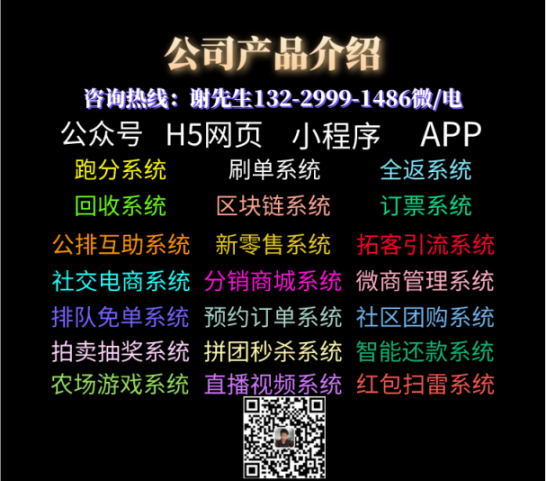 公司产品介绍
咨询热线：谢先生132-2999-1486微/电
公众号 H5网页 小程序 APP
跑分系统 刷单系统 全返系统
回收系统 区块链系统 订票系统
公排互助系统 新零售系统 拓客引流系统
社交电商系统 分销商城系统 微商管理系统
排队免单系统 预约订单系统 社区团购系统
拍卖抽奖系统 拼团秒杀系统 智能还款系统
农场游戏系统 直播视频系统 红包扫雷系统